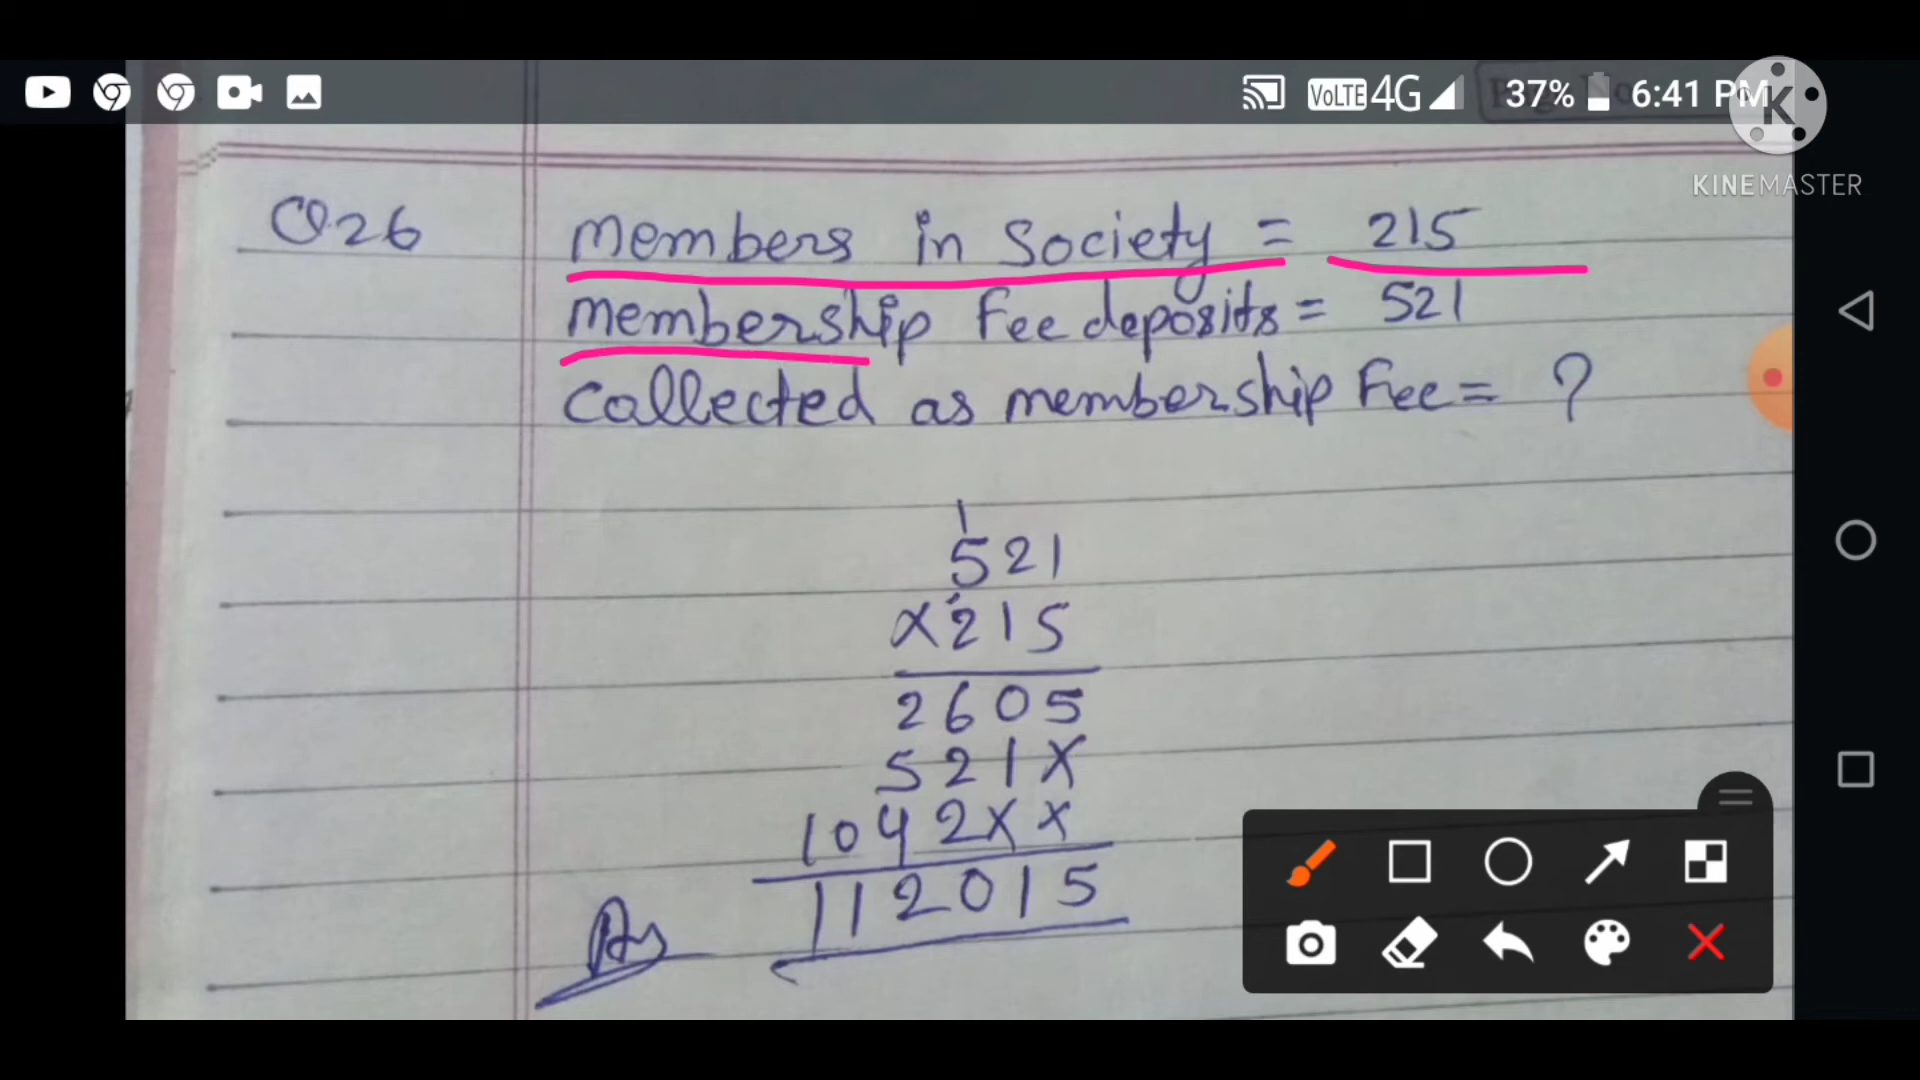 VoLTE 4G 37% 6:41 PM
K
KINEMASTER
Q26 Members in Society = 215
membership Fee deposits = 521
Collected as membership Fee = ?
1
521
x215
2605
521x
1042xx
Ans 112015